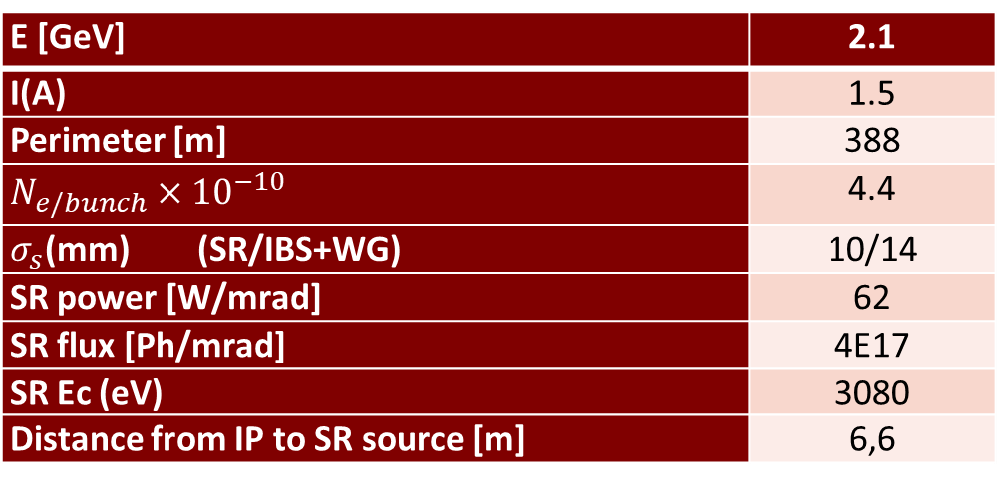 E [GeV] 2.1
I(A) 1.5
Perimeter [m] 388
$N_{e/bunch} \times 10^{-10}$ 4.4
$\sigma_s$(mm) (SR/IBS+WG) 10/14
SR power [W/mrad] 62
SR flux [Ph/mrad] 4E17
SR Ec (eV) 3080
Distance from IP to SR source [m] 6,6